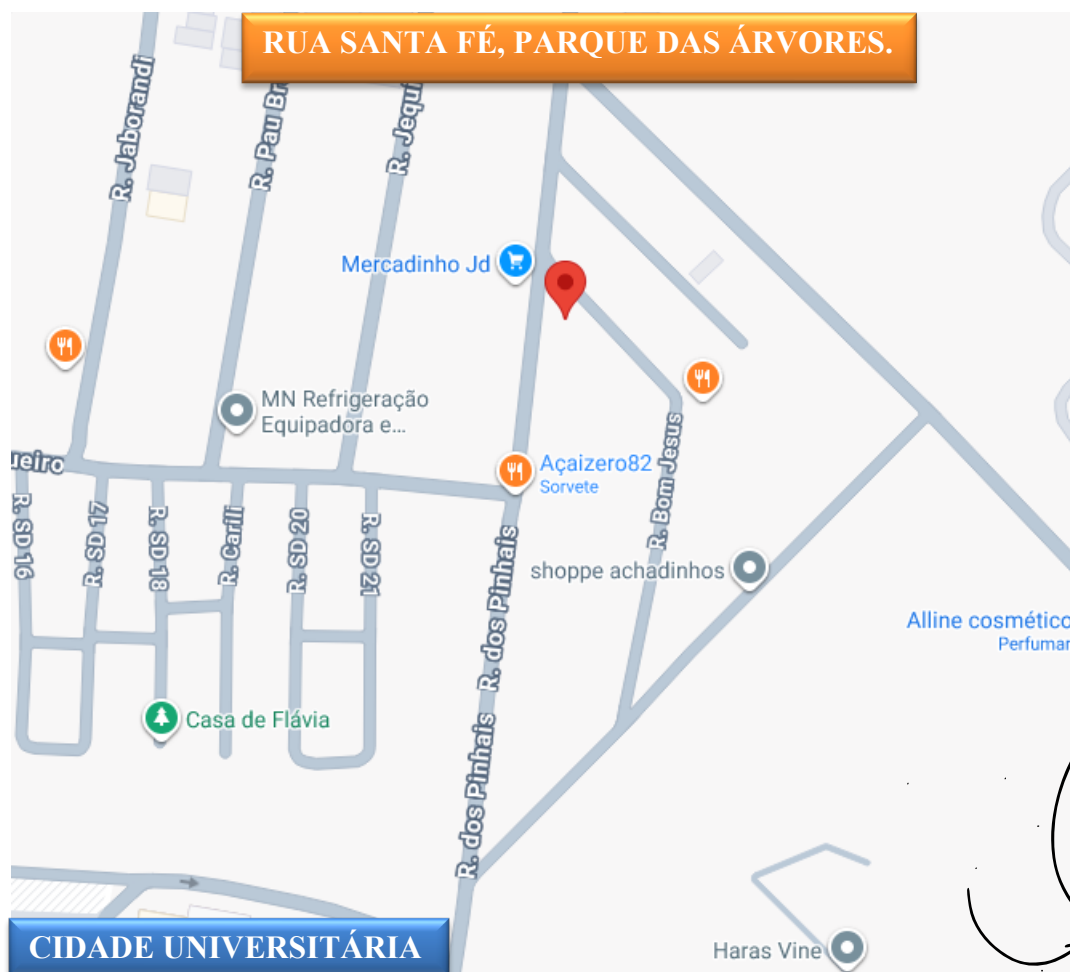 RUA SANTA FÉ, PARQUE DAS ÁRVORES.
R. Jaborandi
R. Pau Br
R. Jequi
Mercadinho Jd
MN Refrigeração
Equipadora e...
ueiro
Açaizero82
Sorvete
R. Bom Jesus
R. SD 16
R. SD 17
R. SD 18
R. Carili
R. SD 20
R. SD 21
shoppe achadinhos
R. dos Pinhais
Alline cosmético
Perfumar
Casa de Flávia
R. dos Pinhais
Haras Vine
CIDADE UNIVERSITÁRIA